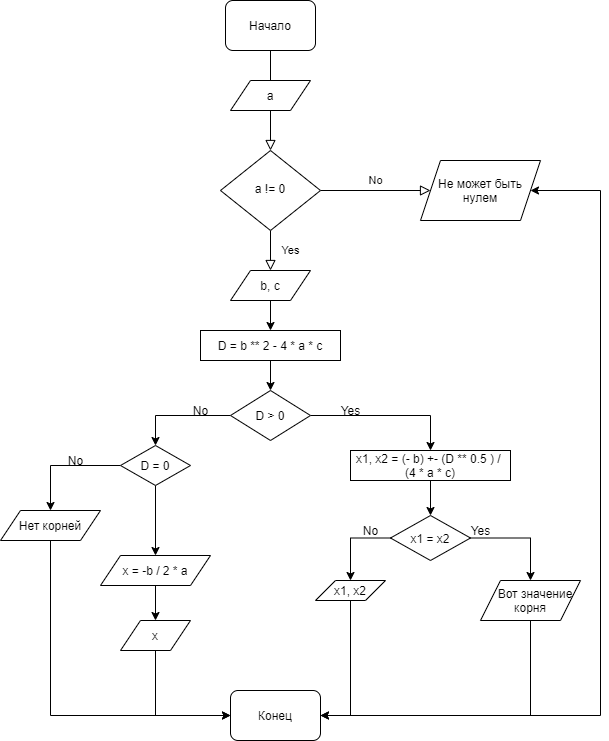 Начало
a
a != 0
No
Не может быть
нулем
Yes
b, c
D = b ** 2 - 4 * a * c
No
D > 0
Yes
No
D = 0
x1, x2 = (- b) +- (D ** 0.5 ) /
(4 * a * c)
Нет корней
No
x1 = x2
Yes
x = -b / 2 * a
x1, x2
Вот значение
корня
x
Конец